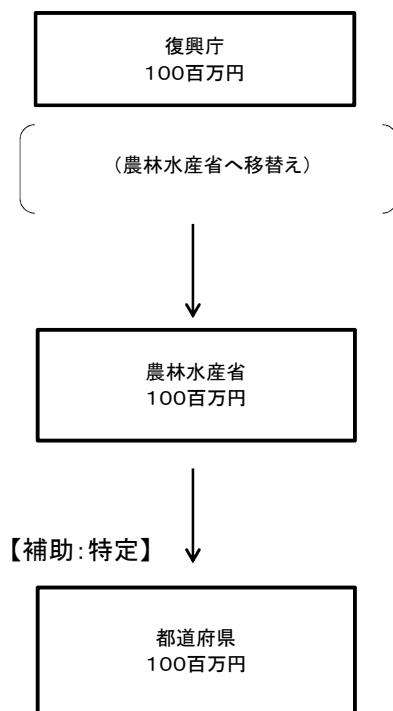 復興庁
100百万円
(農林水産省へ移替え)
農林水産省
100百万円
【補助:特定】
都道府県
100百万円